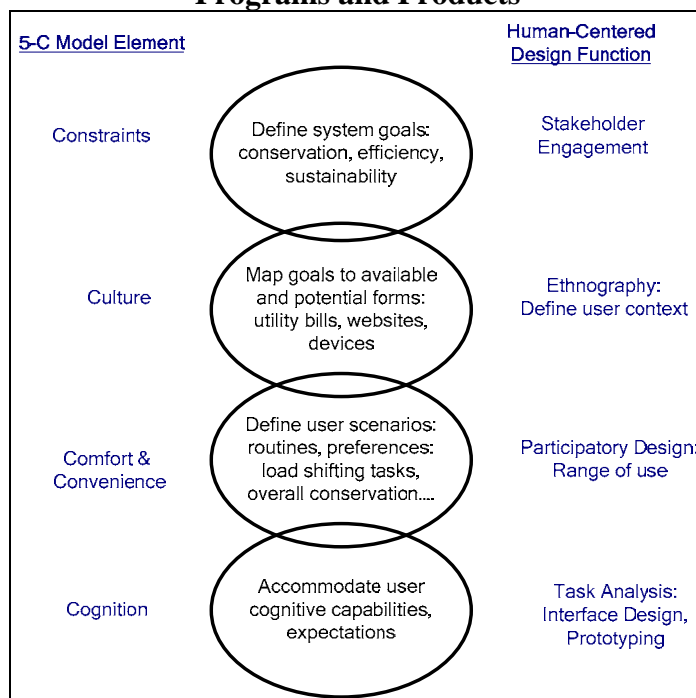 Programs and Products
5-C Model Element
Human-Centered
Design Function
Constraints
Define system goals:
conservation, efficiency,
sustainability
Stakeholder
Engagement
Culture
Map goals to available
and potential forms:
utility bills, websites,
devices
Ethnography:
Define user context
Comfort &
Convenience
Define user scenarios:
routines, preferences:
load shifting tasks,
overall conservation....
Participatory Design:
Range of use
Cognition
Accommodate user
cognitive capabilities,
expectations
Task Analysis:
Interface Design,
Prototyping